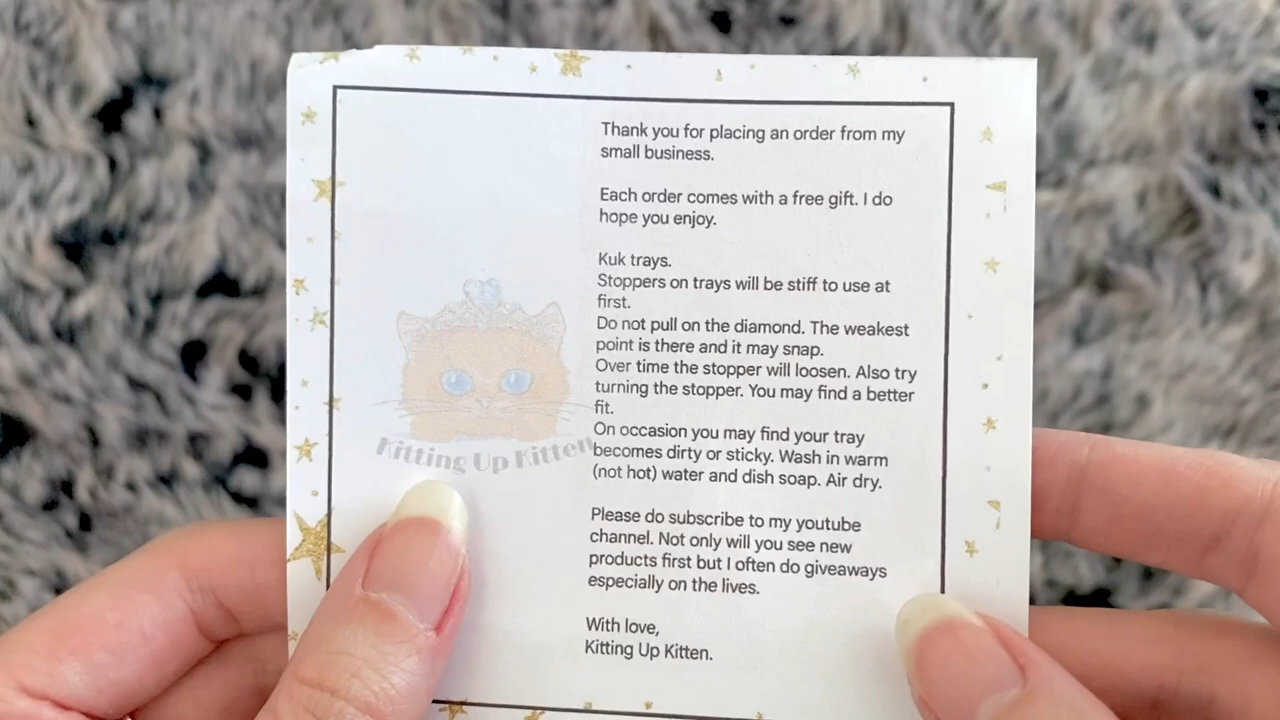 Thank you for placing an order from my
small business.
Each order comes with a free gift. I do
hope you enjoy.
Kuk trays.
Stoppers on trays will be stiff to use at
first.
Do not pull on the diamond. The weakest
point is there and it may snap.
Over time the stopper will loosen. Also try
turning the stopper. You may find a better
fit.
On occasion you may find your tray
becomes dirty or sticky. Wash in warm
(not hot) water and dish soap. Air dry.
Please do subscribe to my youtube
channel. Not only will you see new
products first but I often do giveaways
especially on the lives.
With love,
Kitting Up Kitten.
Kitting Up Kitten